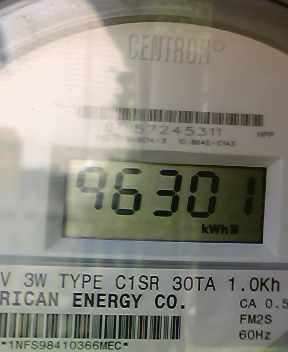 CENTRON
57245311
HPP
96301
kWh
V 3W TYPE C1SR 30TA 1.0Kh
RICAN ENERGY CO.
CA 0.5
FM2S
60Hz
*1NFS98410366MEC*